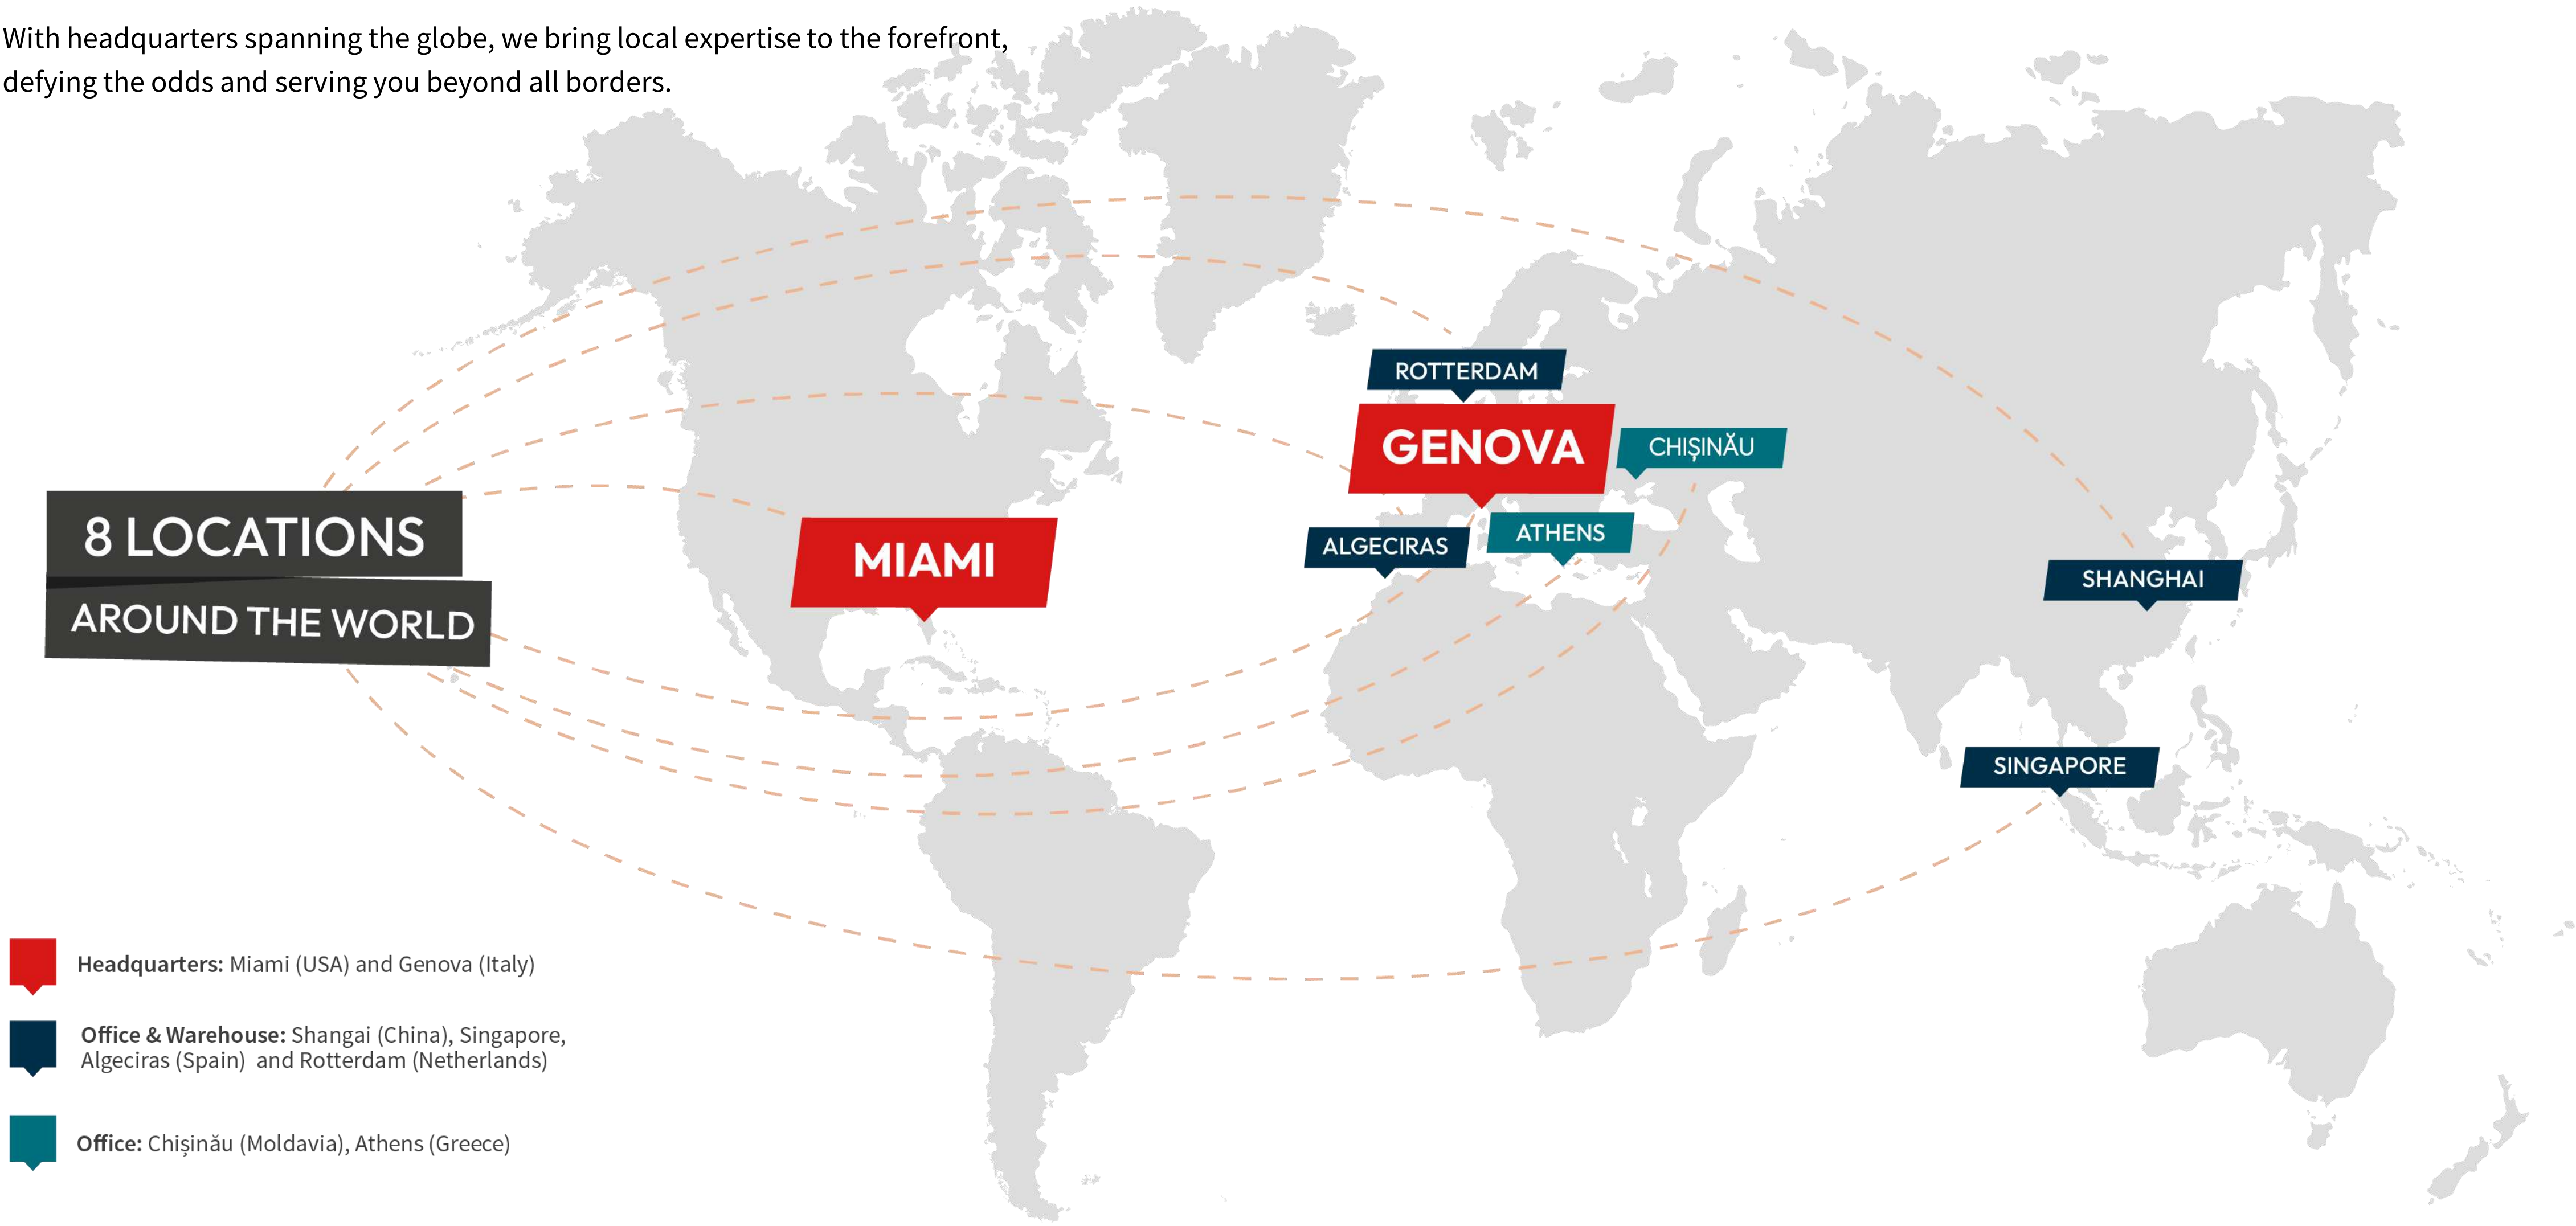 With headquarters spanning the globe, we bring local expertise to the forefront,
defying the odds and serving you beyond all borders.
ROTTERDAM
GENOVA
CHIȘINĂU
8 LOCATIONS
AROUND THE WORLD
MIAMI
ALGECIRAS
ATHENS
SHANGHAI
SINGAPORE
Headquarters: Miami (USA) and Genova (Italy)
Office & Warehouse: Shangai (China), Singapore,
Algeciras (Spain) and Rotterdam (Netherlands)
Office: Chișinău (Moldavia), Athens (Greece)